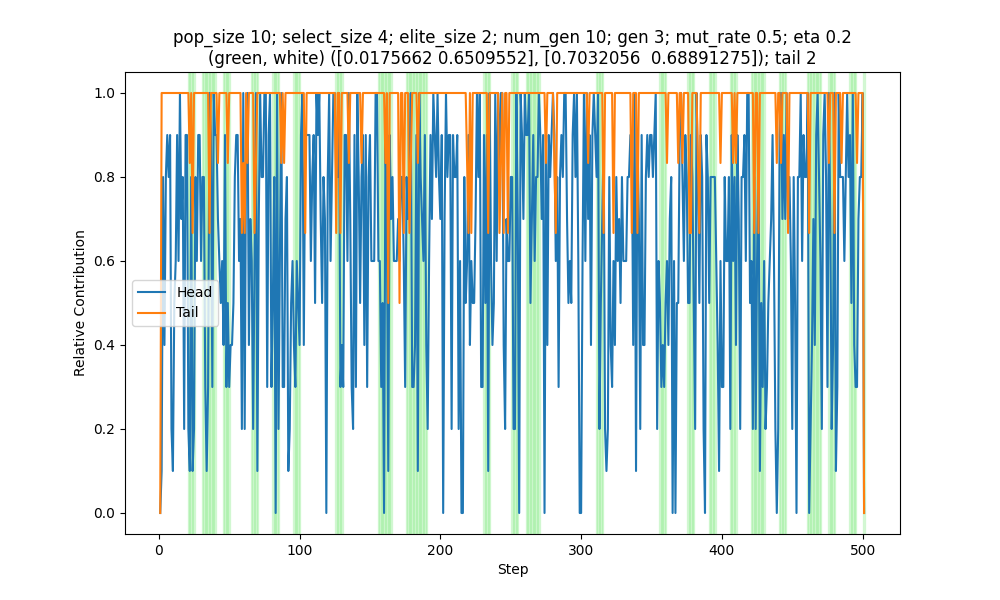 pop_size 10; select_size 4; elite_size 2; num_gen 10; gen 3; mut_rate 0.5; eta 0.2
(green, white) ([0.0175662 0.6509552], [0.7032056  0.68891275]); tail 2
1.0
0.8
0.6
0.4
0.2
0.0
Relative Contribution
Head
Tail
0
100
200
300
400
500
Step